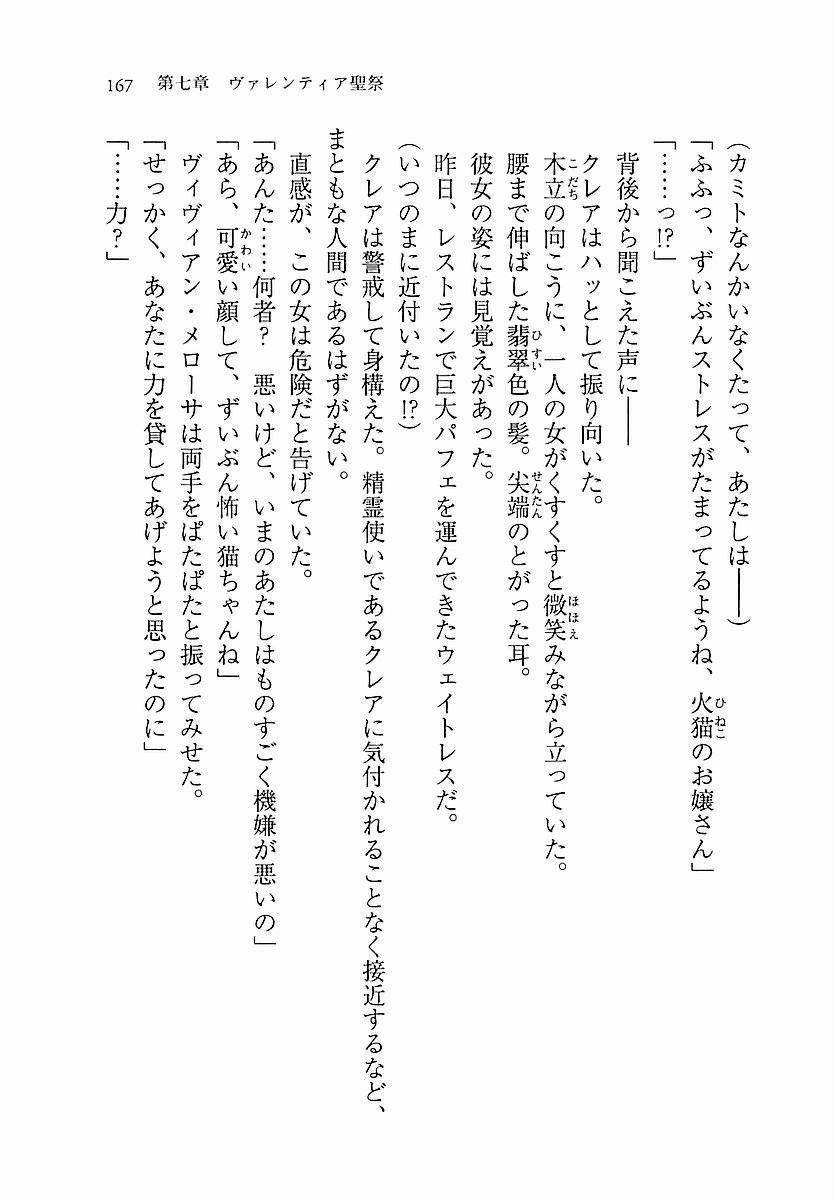 167　第七章　ヴァレンティア聖祭
（カミトなんかいなくたって、あたしは――）
「ふふっ、ずいぶんストレスがたまってるようね、火猫のお嬢さん」
「……っ!?」
背後から聞こえた声に――
クレアはハッとして振り向いた。
木立の向こうに、一人の女がくすくすと微笑みながら立っていた。
腰まで伸ばした翡翠色の髪。尖端のとがった耳。
彼女の姿には見覚えがあった。
昨日、レストランで巨大パフェを運んできたウェイトレスだ。
（いつのまに近付いたの!?）
クレアは警戒して身構えた。精霊使いであるクレアに気付かれることなく接近するなど、
まともな人間であるはずがない。
直感が、この女は危険だと告げていた。
「あんた……何者？　悪いけど、いまのあたしはものすごく機嫌が悪いの」
「あら、可愛い顔して、ずいぶん怖い猫ちゃんね」
ヴィヴィアン・メローサは両手をぱたぱたと振ってみせた。
「せっかく、あなたに力を貸してあげようと思ったのに」
「……力？」